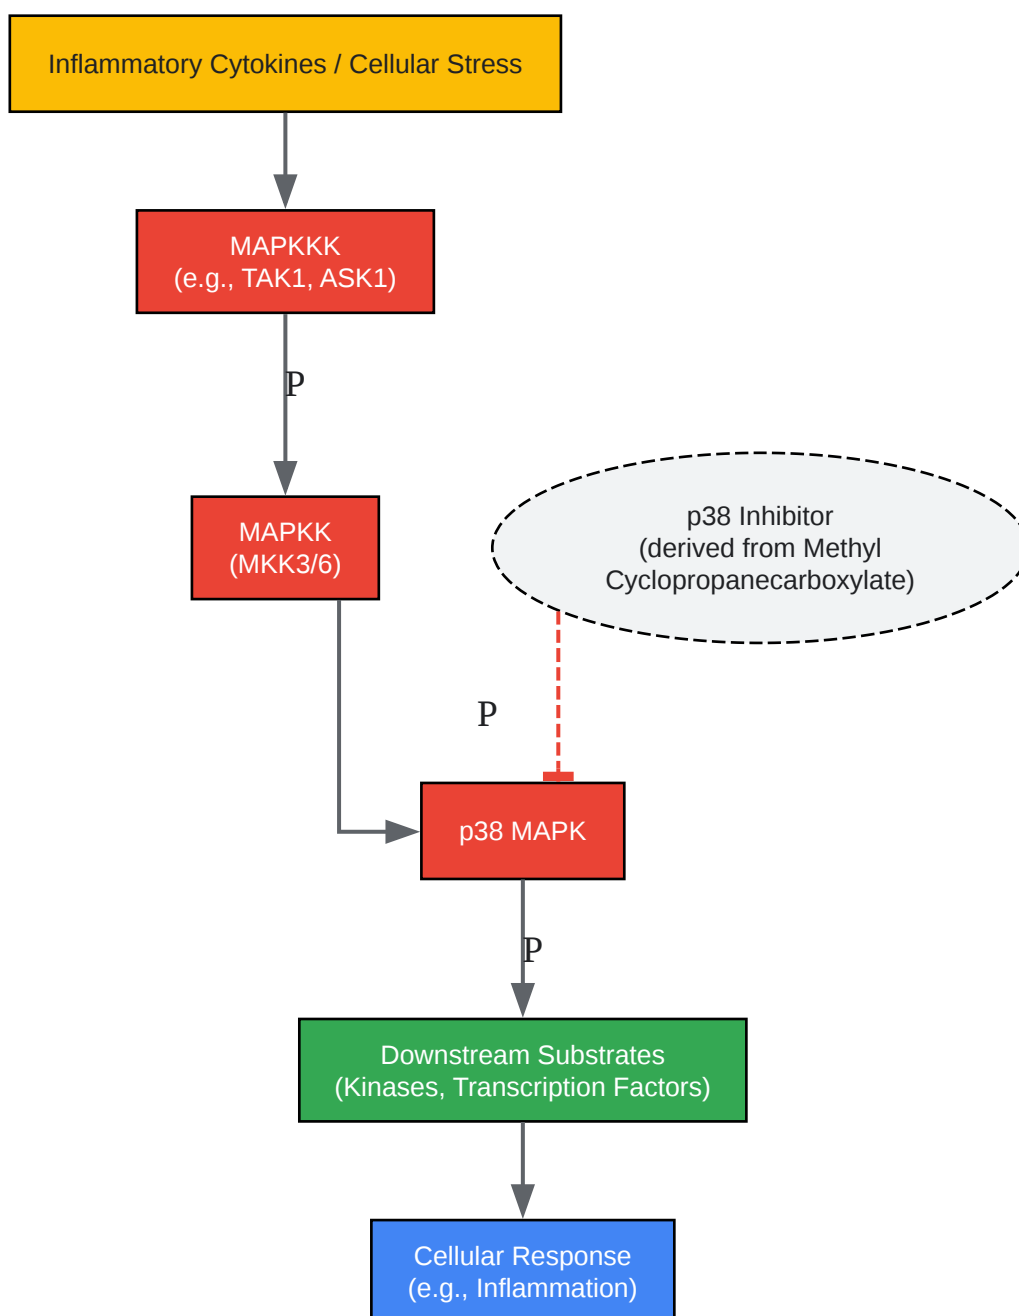 Inflammatory Cytokines / Cellular Stress
MAPKKK
(e.g., TAK1, ASK1)
P
MAPKK
(MKK3/6)
p38 Inhibitor
(derived from Methyl
Cyclopropanecarboxylate)
P
p38 MAPK
P
Downstream Substrates
(Kinases, Transcription Factors)
Cellular Response
(e.g., Inflammation)